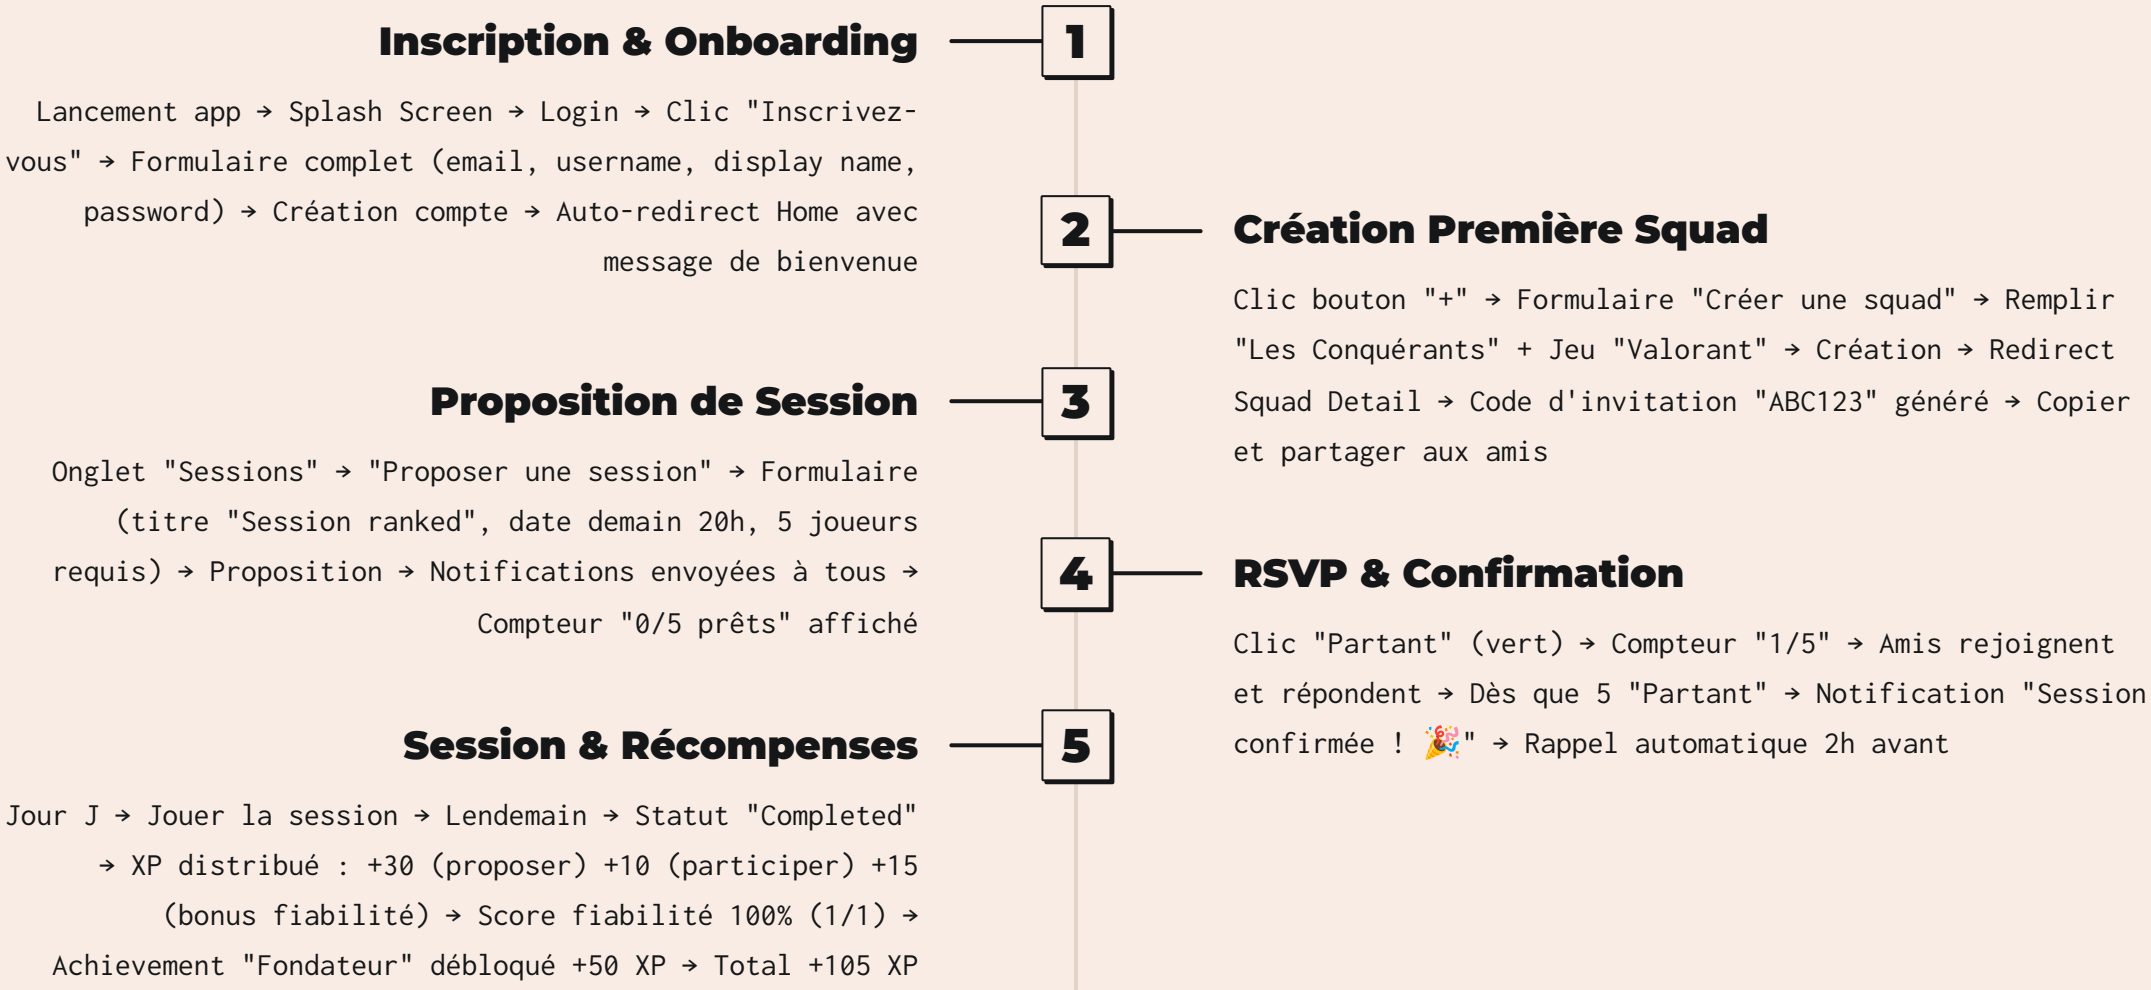 Inscription & Onboarding
1
Lancement app → Splash Screen → Login → Clic "Inscrivez-
vous" → Formulaire complet (email, username, display name,
password) → Création compte → Auto-redirect Home avec
message de bienvenue
2
Création Première Squad
Clic bouton "+" → Formulaire "Créer une squad" → Remplir
"Les Conquérants" + Jeu "Valorant" → Création → Redirect
Squad Detail → Code d'invitation "ABC123" généré → Copier
et partager aux amis
Proposition de Session
3
Onglet "Sessions" → "Proposer une session" → Formulaire
(titre "Session ranked", date demain 20h, 5 joueurs
requis) → Proposition → Notifications envoyées à tous →
Compteur "0/5 prêts" affiché
4
RSVP & Confirmation
Clic "Partant" (vert) → Compteur "1/5" → Amis rejoignent
et répondent → Dès que 5 "Partant" → Notification "Session
confirmée ! 🎉" → Rappel automatique 2h avant
Session & Récompenses
5
Jour J → Jouer la session → Lendemain → Statut "Completed"
→ XP distribué : +30 (proposer) +10 (participer) +15
(bonus fiabilité) → Score fiabilité 100% (1/1) →
Achievement "Fondateur" débloqué +50 XP → Total +105 XP